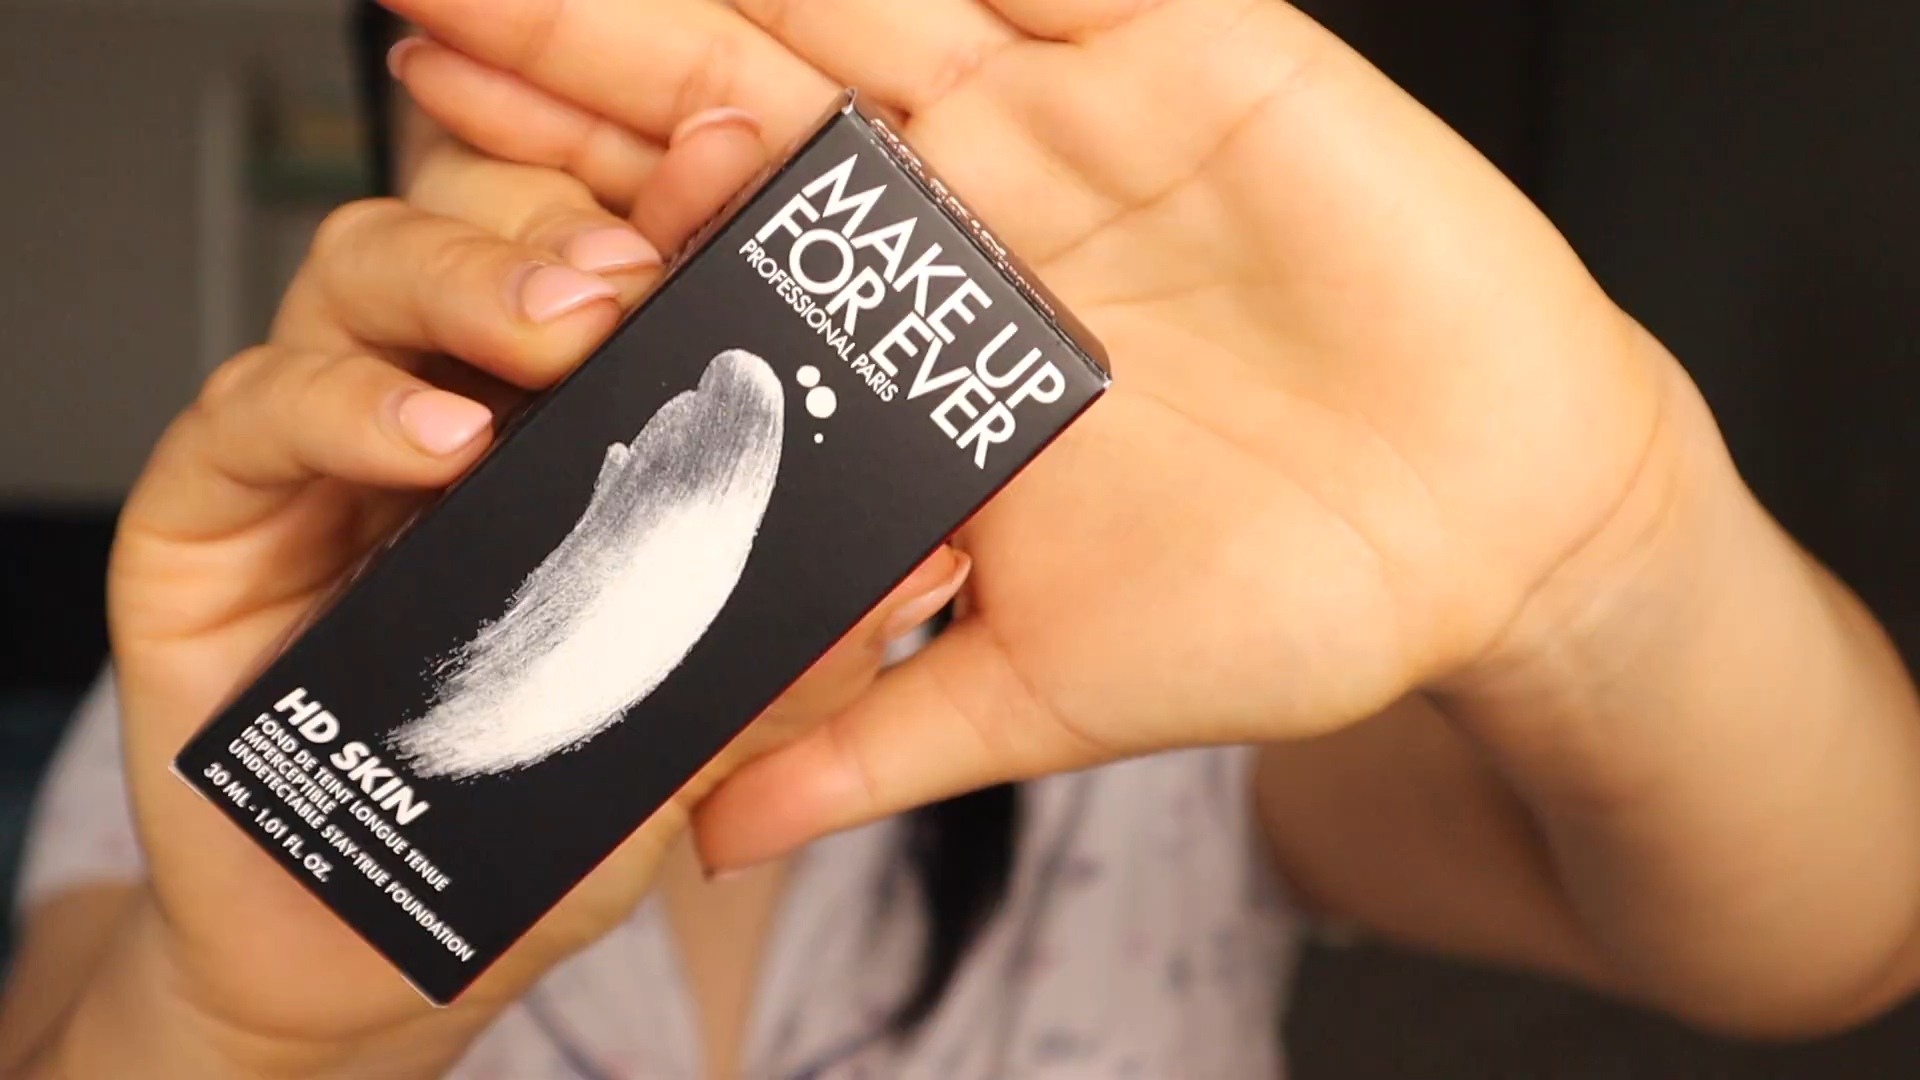 MAKE UP
FOR EVER
PROFESSIONAL PARIS
HD SKIN
FOND DE TEINT LONGUE TENUE
IMPERCEPTIBLE
UNDETECTABLE STAY-TRUE FOUNDATION
30 ML - 1.01 FL. OZ.